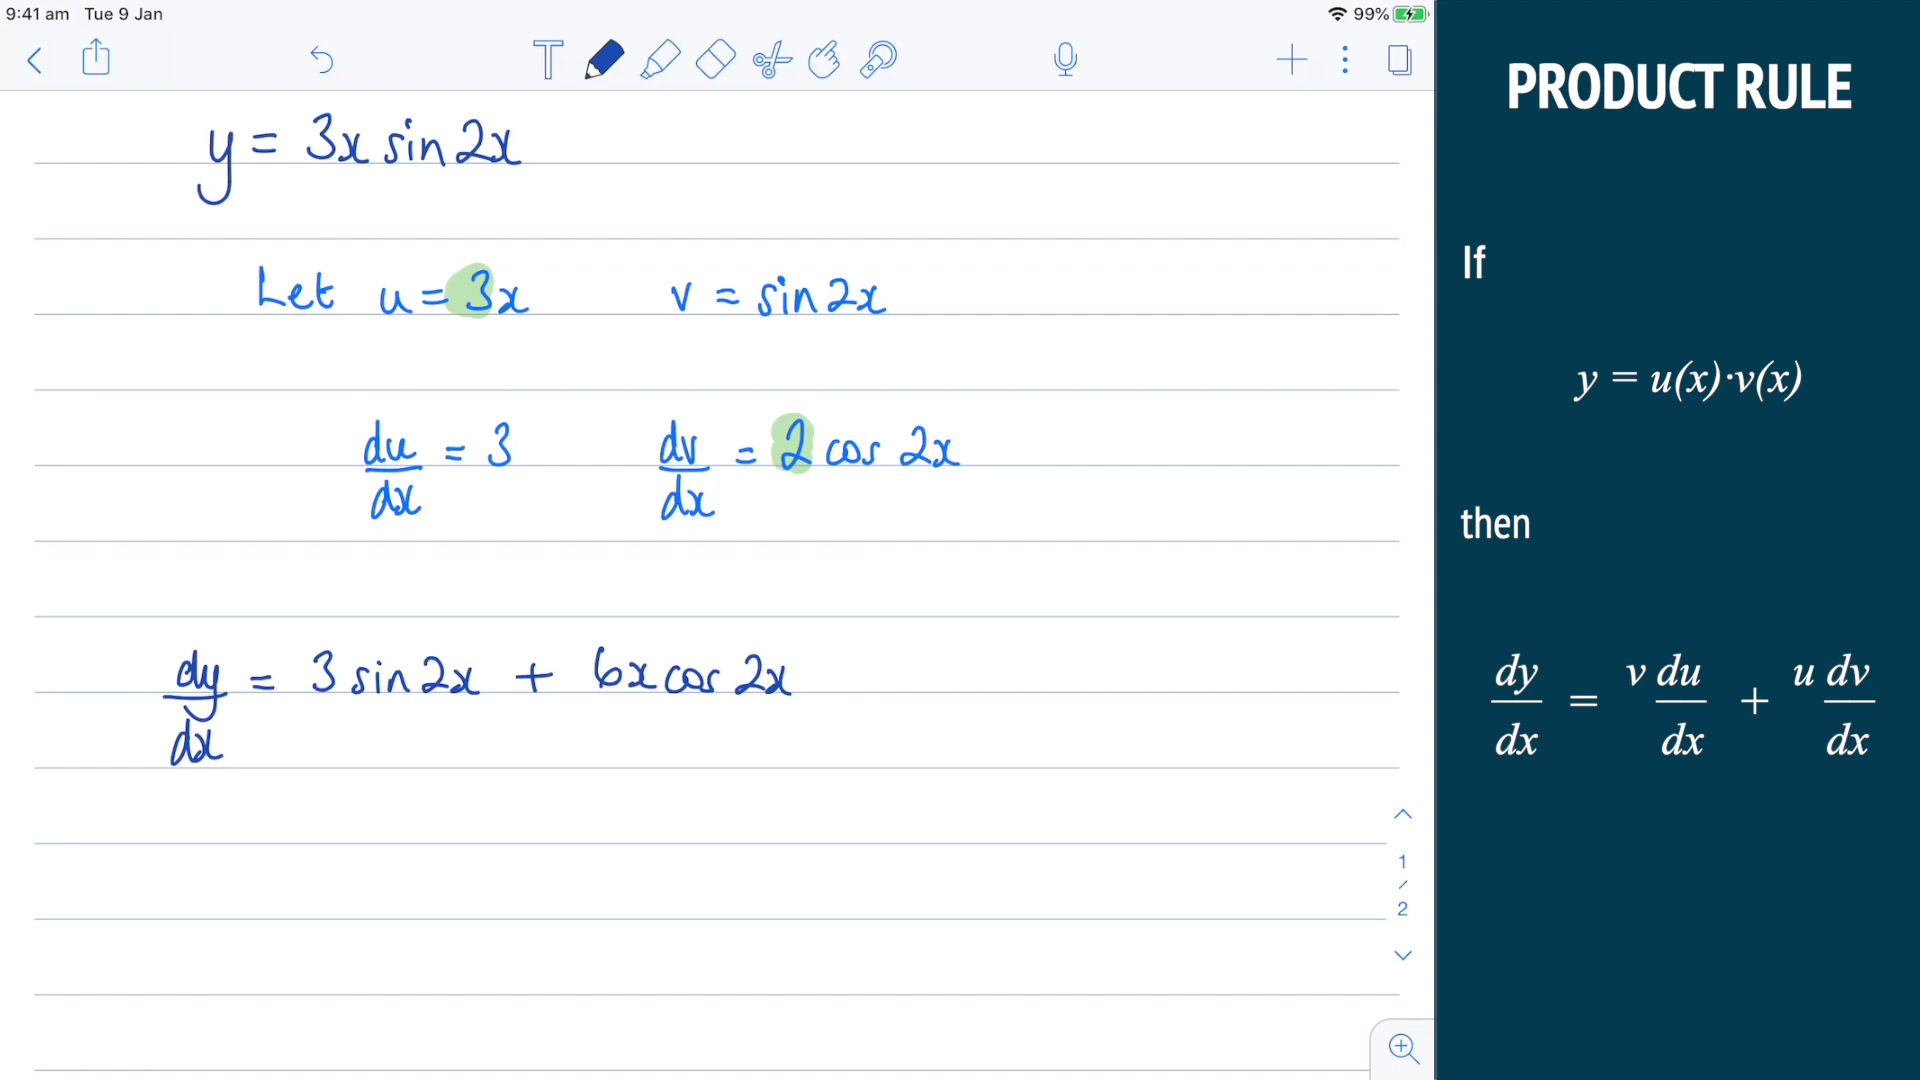 9:41 am Tue 9 Jan 99%
y = 3x sin 2x
Let u = 3x v = sin 2x
du/dx = 3 dv/dx = 2 cos 2x
dy/dx = 3 sin 2x + 6x cos 2x
1/2
PRODUCT RULE
If
y = u(x)·v(x)
then
dy/dx = v du/dx + u dv/dx